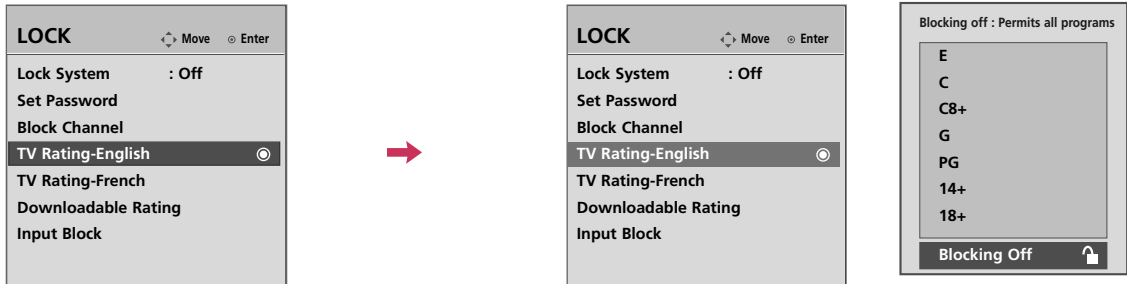 LOCK Move Enter
Lock System : Off
Set Password
Block Channel
TV Rating-English
TV Rating-French
Downloadable Rating
Input Block
LOCK Move Enter
Lock System : Off
Set Password
Block Channel
TV Rating-English
TV Rating-French
Downloadable Rating
Input Block
Blocking off : Permits all programs
E
C
C8+
G
PG
14+
18+
Blocking Off